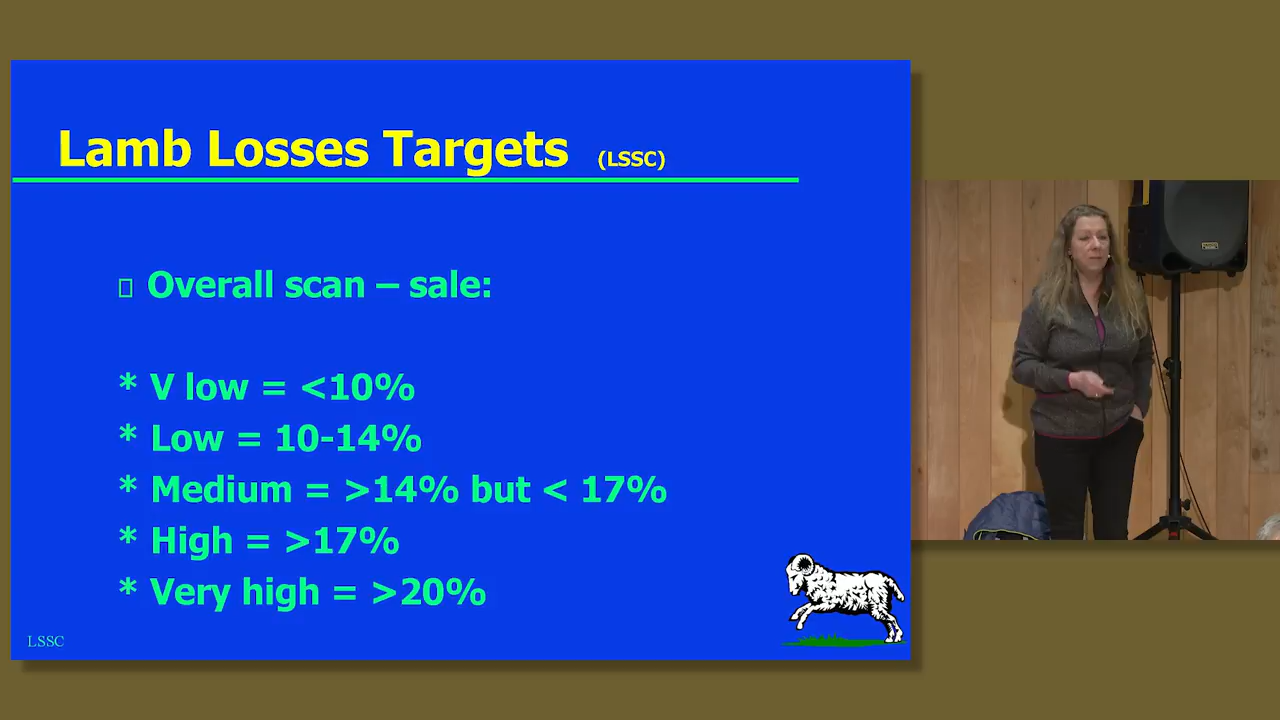 Lamb Losses Targets (LSSC)
Overall scan – sale:
* V low = <10%
* Low = 10-14%
* Medium = >14% but < 17%
* High = >17%
* Very high = >20%
LSSC